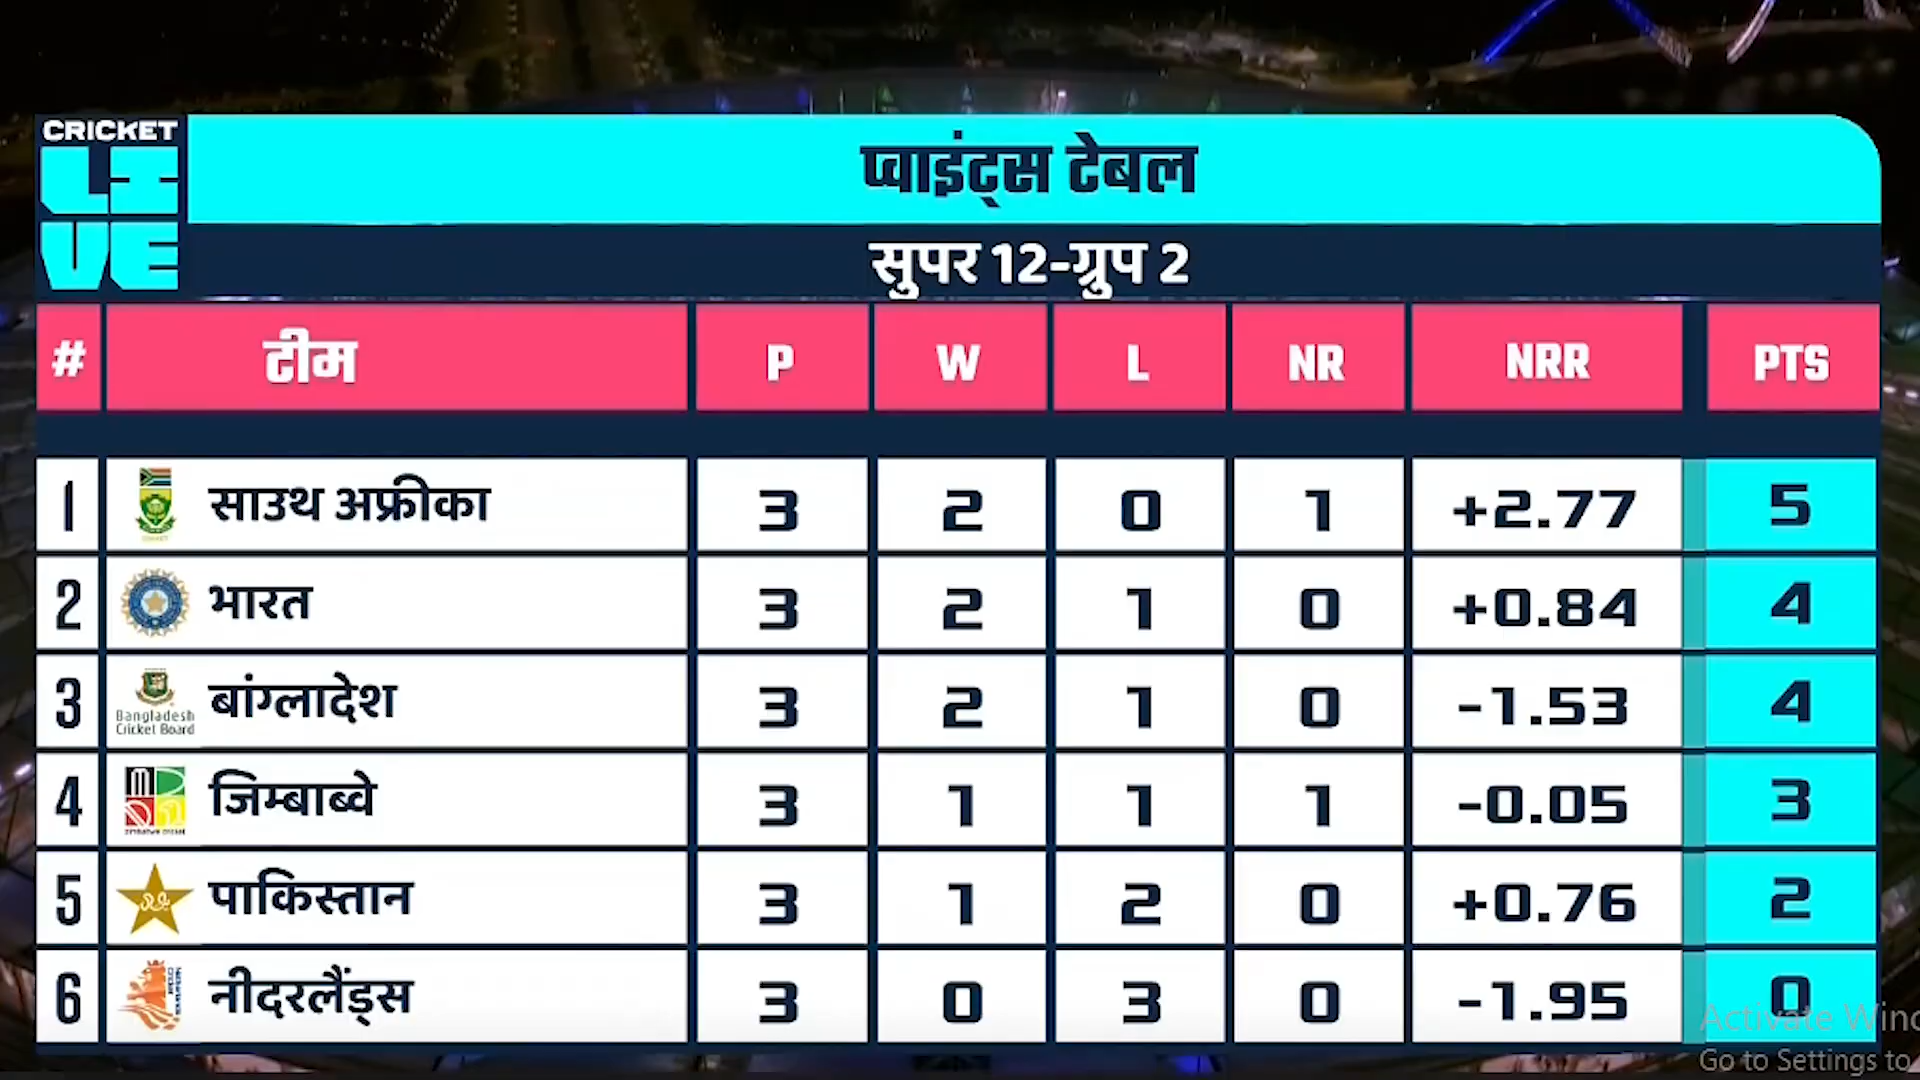 CRICKET
LIVE
प्वाइंट्स टेबल
सुपर 12-ग्रुप 2
# टीम P W L NR NRR PTS
1 साउथ अफ्रीका 3 2 0 1 +2.77 5
2 भारत 3 2 1 0 +0.84 4
3 Bangladesh Cricket Board बांग्लादेश 3 2 1 0 -1.53 4
4 जिम्बाब्वे 3 1 1 1 -0.05 3
5 पाकिस्तान 3 1 2 0 +0.76 2
6 नीदरलैंड्स 3 0 3 0 -1.95 0
Activate Winc
Go to Settings to